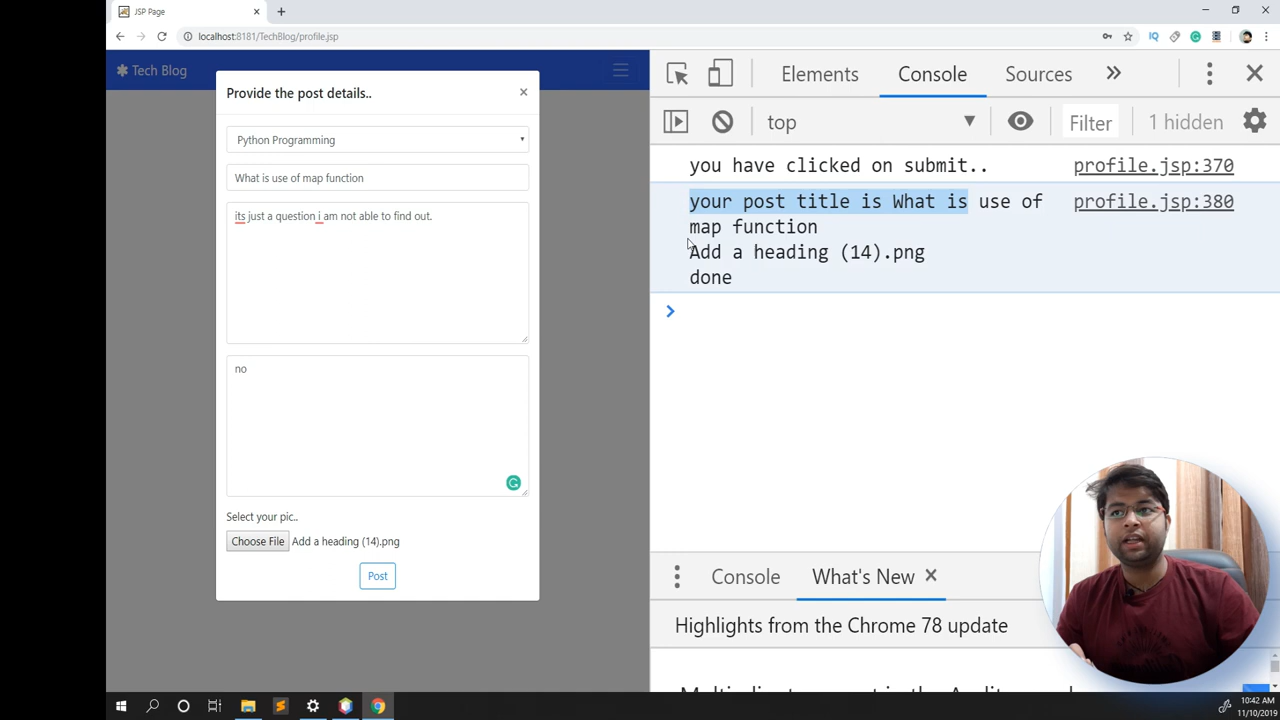 JSP Page
localhost:8181/TechBlog/profile.jsp
Tech Blog
Provide the post details..
Python Programming
What is use of map function
its just a question i am not able to find out.
no
Select your pic..
Choose File Add a heading (14).png
Post
Elements Console Sources
top Filter 1 hidden
you have clicked on submit.. profile.jsp:370
your post title is What is use of profile.jsp:380
map function
Add a heading (14).png
done
Console What's New
Highlights from the Chrome 78 update
10:42 AM
11/10/2019